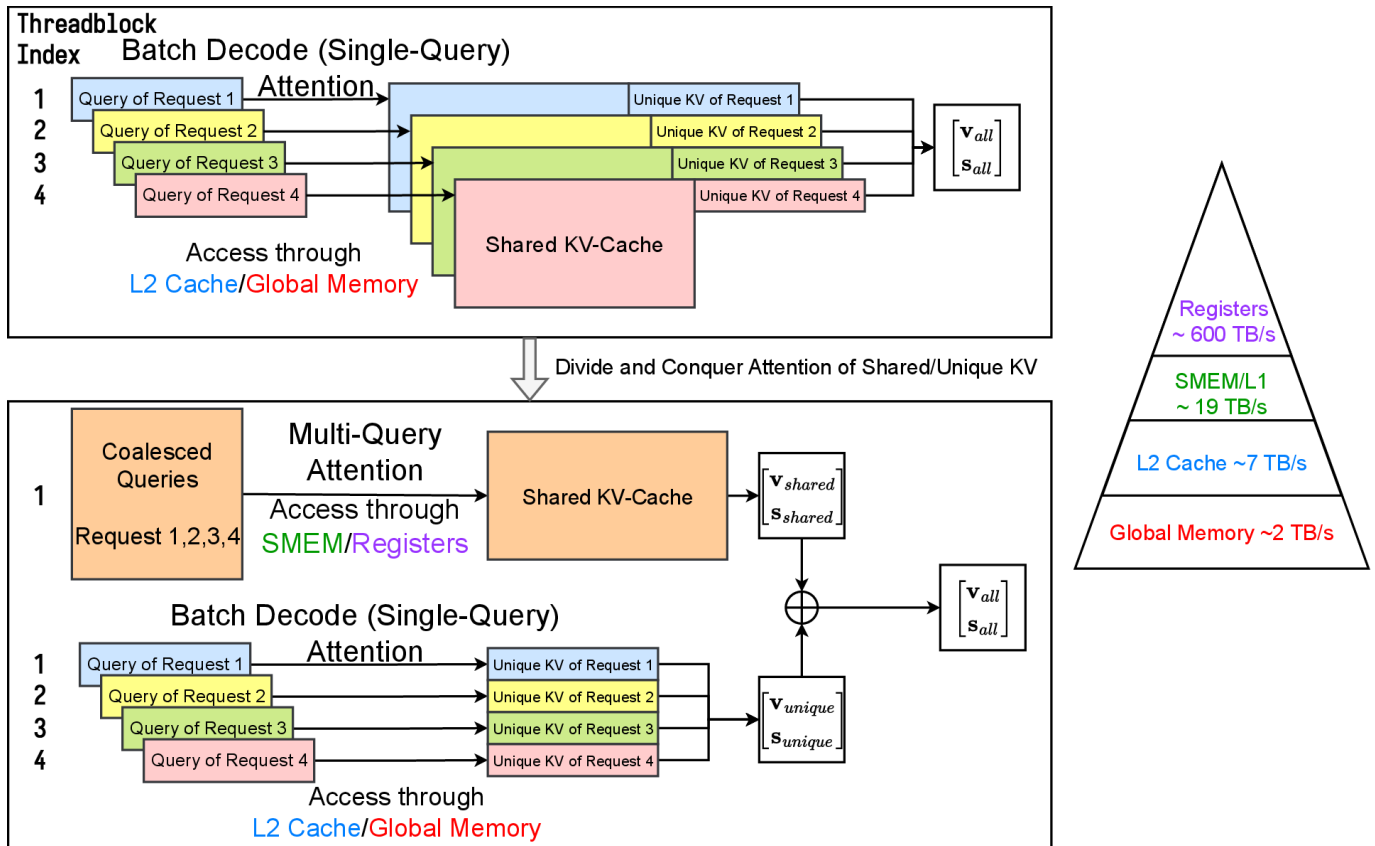 Threadblock
Index
Batch Decode (Single-Query)
Attention
1
Query of Request 1
Unique KV of Request 1
2
Query of Request 2
Unique KV of Request 2
3
Query of Request 3
Unique KV of Request 3
4
Query of Request 4
Unique KV of Request 4
v_all
s_all
Shared KV-Cache
Access through
L2 Cache/Global Memory
Divide and Conquer Attention of Shared/Unique KV
1
Coalesced
Queries
Request 1,2,3,4
Multi-Query
Attention
Access through
SMEM/Registers
Shared KV-Cache
v_shared
s_shared
v_all
s_all
Batch Decode (Single-Query)
Attention
1
Query of Request 1
Unique KV of Request 1
2
Query of Request 2
Unique KV of Request 2
3
Query of Request 3
Unique KV of Request 3
4
Query of Request 4
Unique KV of Request 4
v_unique
s_unique
Access through
L2 Cache/Global Memory
Registers
~ 600 TB/s
SMEM/L1
~ 19 TB/s
L2 Cache ~7 TB/s
Global Memory ~2 TB/s